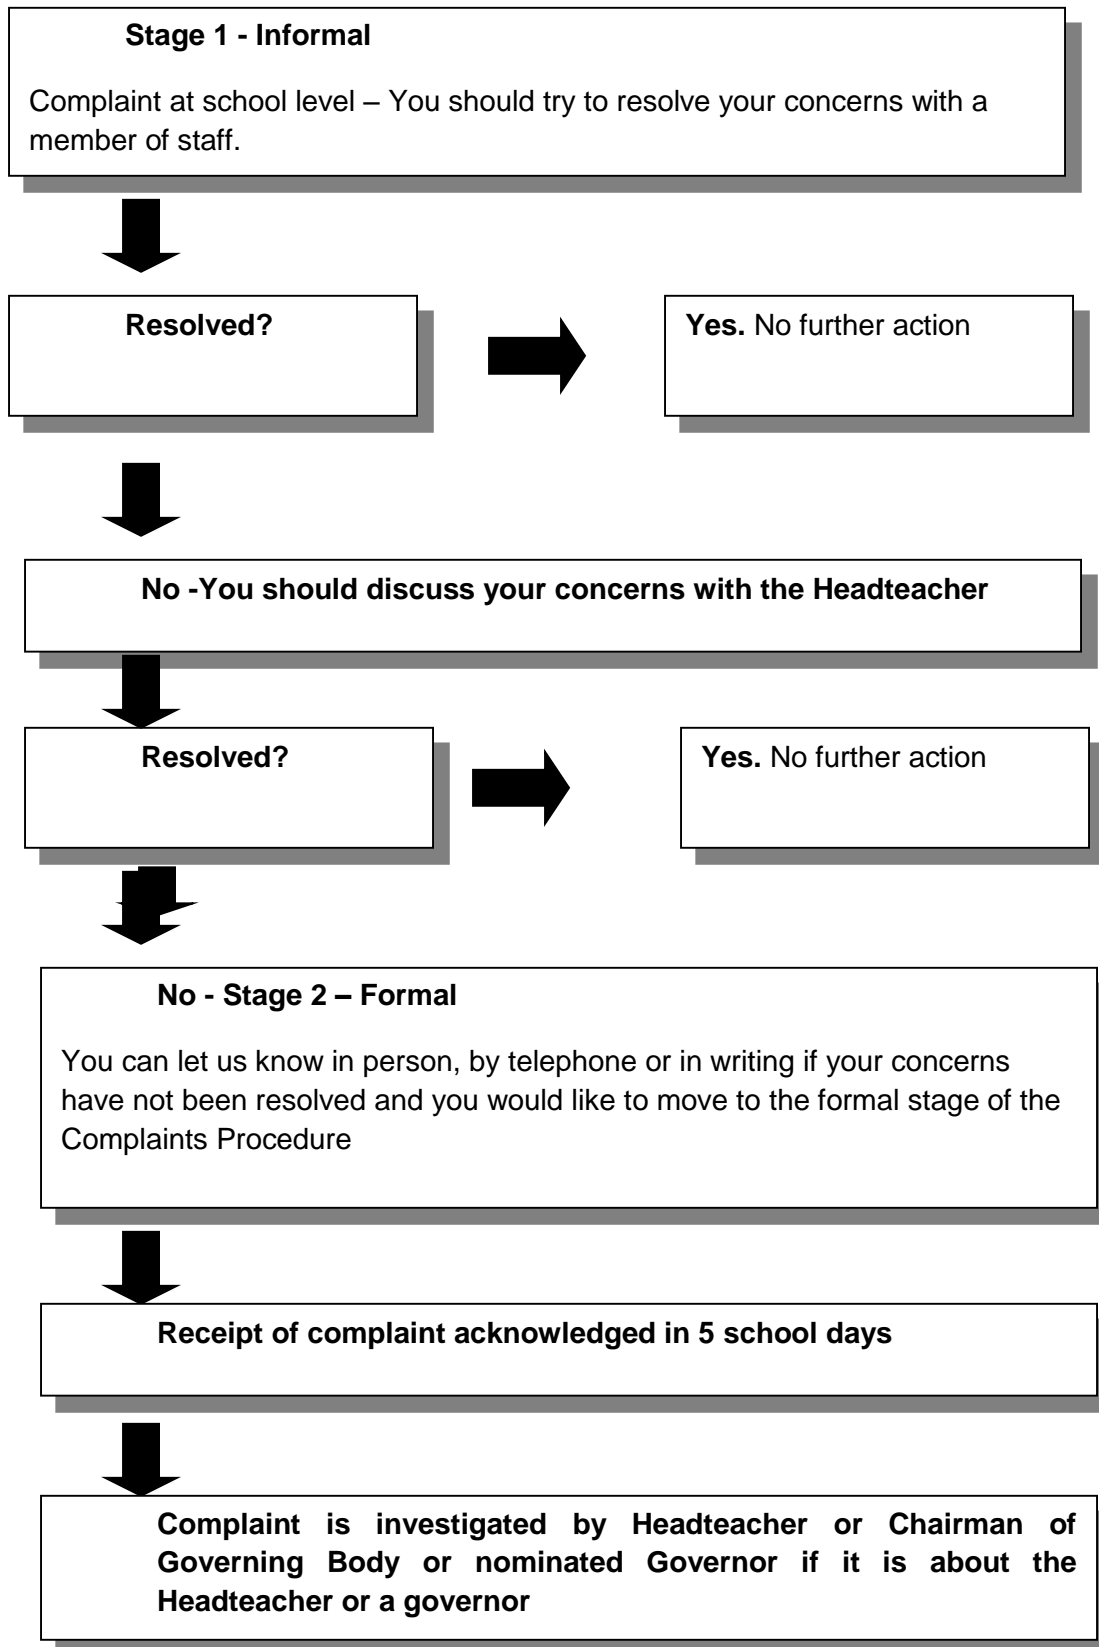 Stage 1 - Informal
Complaint at school level – You should try to resolve your concerns with a
member of staff.
Resolved?
Yes. No further action
No -You should discuss your concerns with the Headteacher
Resolved?
Yes. No further action
No - Stage 2 – Formal
You can let us know in person, by telephone or in writing if your concerns
have not been resolved and you would like to move to the formal stage of the
Complaints Procedure
Receipt of complaint acknowledged in 5 school days
Complaint is investigated by Headteacher or Chairman of
Governing Body or nominated Governor if it is about the
Headteacher or a governor